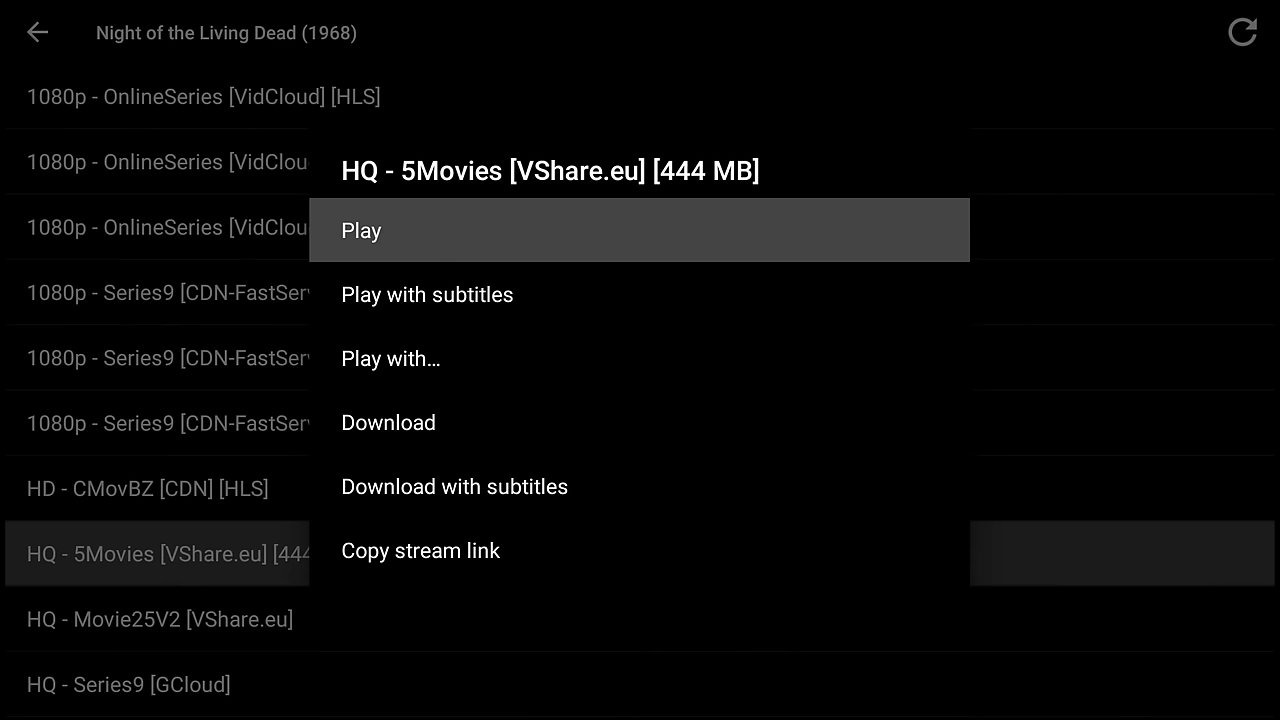 Night of the Living Dead (1968)
1080p - OnlineSeries [VidCloud] [HLS]
1080p - OnlineSeries [VidClou
1080p - OnlineSeries [VidClou
1080p - Series9 [CDN-FastSer
1080p - Series9 [CDN-FastSer
1080p - Series9 [CDN-FastSer
HD - CMovBZ [CDN] [HLS]
HQ - 5Movies [VShare.eu] [444
HQ - Movie25V2 [VShare.eu]
HQ - Series9 [GCloud]
HQ - 5Movies [VShare.eu] [444 MB]
Play
Play with subtitles
Play with...
Download
Download with subtitles
Copy stream link